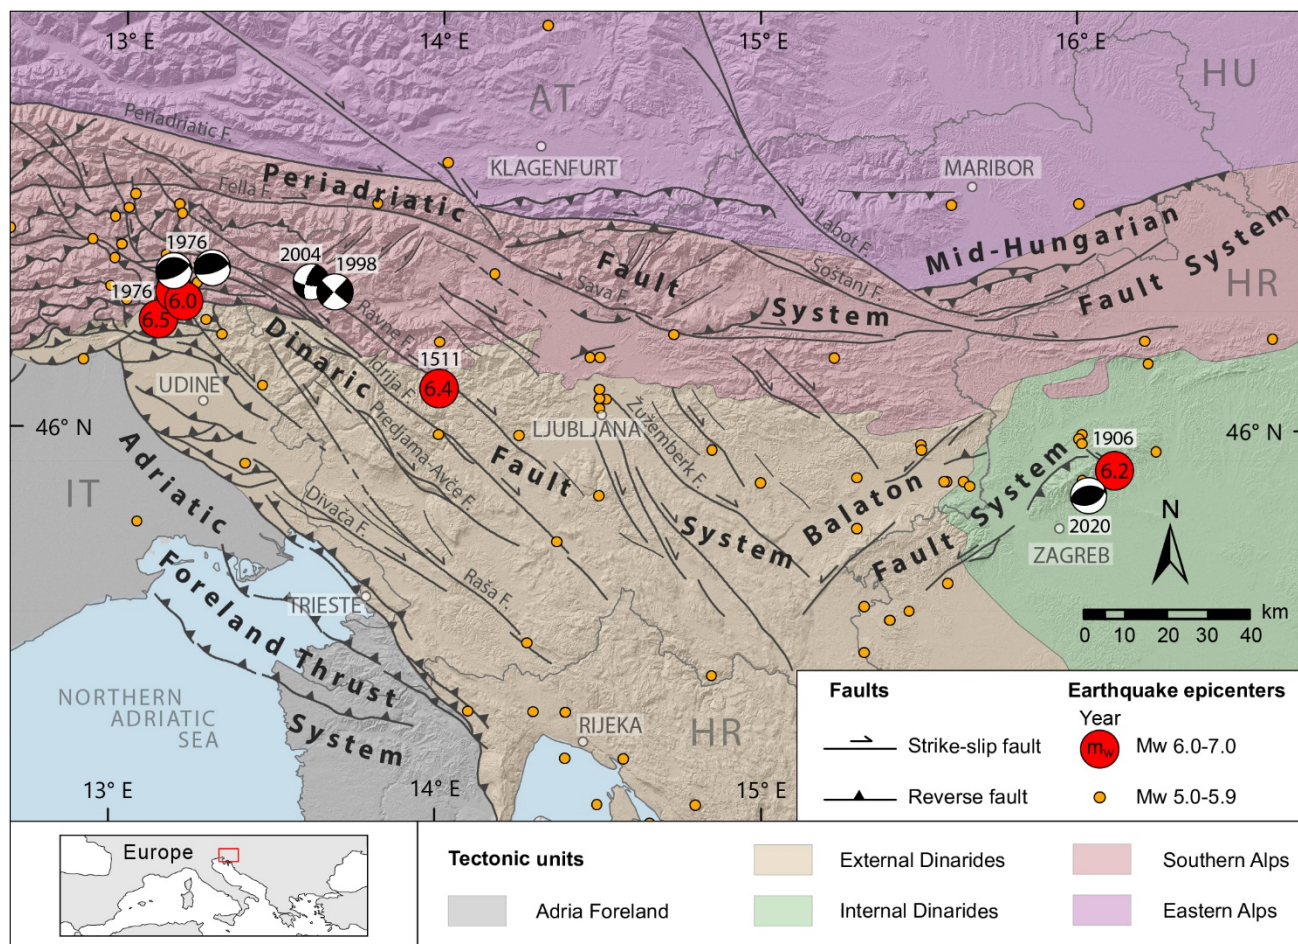 13° E
14° E
15° E
16° E
HU
AT
Periadriatic F.
KLAGENFURT
MARIBOR
Fella F.
Periadriatic
Labot F.
Mid-Hungarian
1976
2004
1998
Fault
Šoštanj F.
Fault System
HR
1976
6.0
6.5
Sava F.
System
Ravne F.
Dinaric
1511
6.4
Idrija F.
UDINE
Predjama-Avče F.
LJUBLJANA
Žužemberk F.
46° N
46° N
Adriatic
Fault
1906
6.2
System
IT
Divača F.
Balaton
2020
N
System
Fault
ZAGREB
Foreland Thrust
Raša F.
TRIESTE
km
0 10 20 30 40
NORTHERN
ADRIATIC
SEA
System
RIJEKA
HR
13° E
14° E
15° E
Faults
Earthquake epicenters
Year
Strike-slip fault
mw
Mw 6.0-7.0
Reverse fault
Mw 5.0-5.9
Europe
Tectonic units
External Dinarides
Southern Alps
Adria Foreland
Internal Dinarides
Eastern Alps